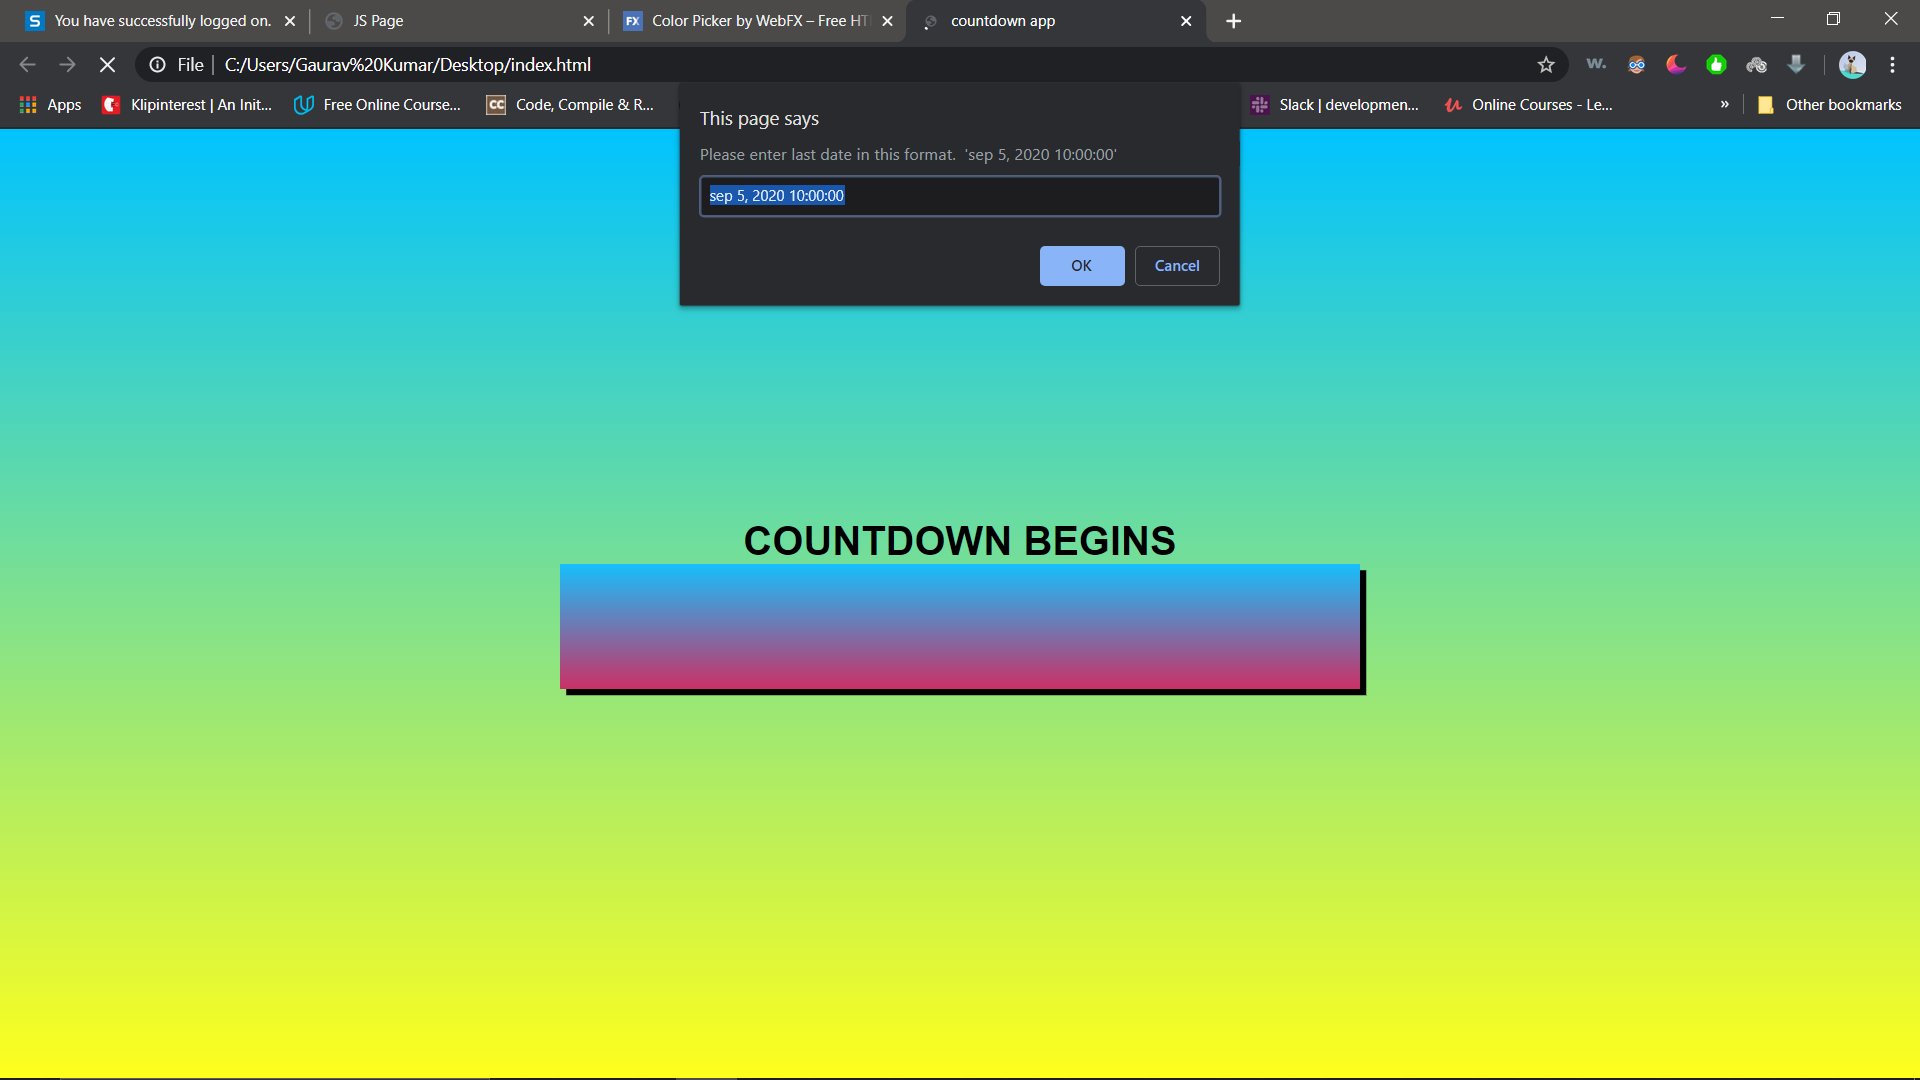 You have successfully logged on.
JS Page
Color Picker by WebFX – Free HT
countdown app
File
C:/Users/Gaurav%20Kumar/Desktop/index.html
w.
Apps
Klipinterest | An Init...
Free Online Course...
CC
Code, Compile & R...
Slack | developmen...
Online Courses - Le...
»
Other bookmarks
This page says
Please enter last date in this format.  'sep 5, 2020 10:00:00'
sep 5, 2020 10:00:00
OK
Cancel
COUNTDOWN BEGINS